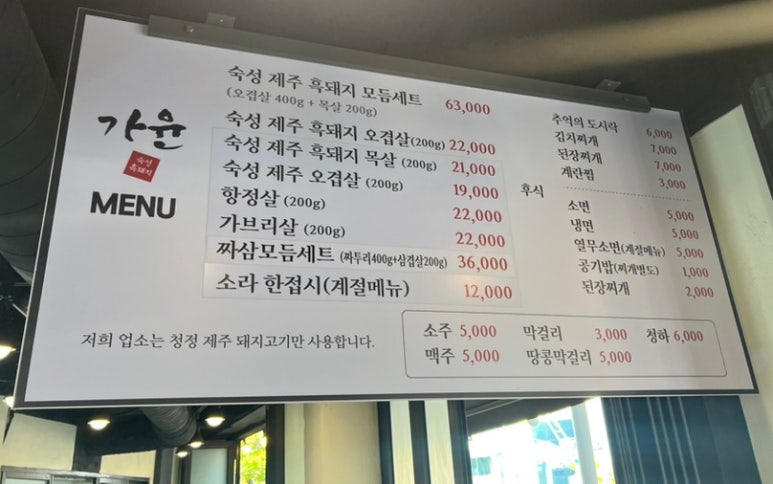 가윤
숙성
흑돼지
MENU
숙성 제주 흑돼지 모듬세트 63,000
(오겹살 400g + 목살 200g)
숙성 제주 흑돼지 오겹살(200g) 22,000
숙성 제주 흑돼지 목살 (200g) 21,000
숙성 제주 오겹살 (200g) 19,000
항정살 (200g) 22,000
가브리살 (200g) 22,000
짜삼모듬세트 (짜투리400g+삼겹살200g) 36,000
소라 한접시(계절메뉴) 12,000
추억의 도시락 6,000
김치찌개 7,000
된장찌개 7,000
계란찜 3,000
후식
소면 5,000
냉면 5,000
열무소면(계절메뉴) 5,000
공기밥(찌개별도) 1,000
된장찌개 2,000
저희 업소는 청정 제주 돼지고기만 사용합니다.
소주 5,000 막걸리 3,000 청하 6,000
맥주 5,000 땅콩막걸리 5,000